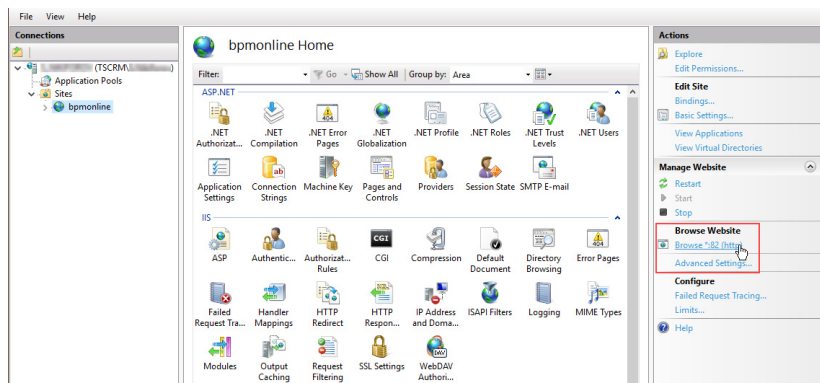 File View Help
Connections
(TSCRM\
Application Pools
Sites
bpmonline
bpmonline Home
Filter: Go Show All Group by: Area
ASP.NET
.NET Authorizat... .NET Compilation .NET Error Pages .NET Globalization .NET Profile .NET Roles .NET Trust Levels .NET Users
Application Settings Connection Strings Machine Key Pages and Controls Providers Session State SMTP E-mail
IIS
ASP Authentic... Authorizat... Rules CGI Compression Default Document Directory Browsing Error Pages
Failed Request Tra... Handler Mappings HTTP Redirect HTTP Respon... IP Address and Doma... ISAPI Filters Logging MIME Types
Modules Output Caching Request Filtering SSL Settings WebDAV Authori...
Actions
Explore
Edit Permissions...
Edit Site
Bindings...
Basic Settings...
View Applications
View Virtual Directories
Manage Website
Restart
Start
Stop
Browse Website
Browse *:82 (http)
Advanced Settings...
Configure
Failed Request Tracing...
Limits...
Help